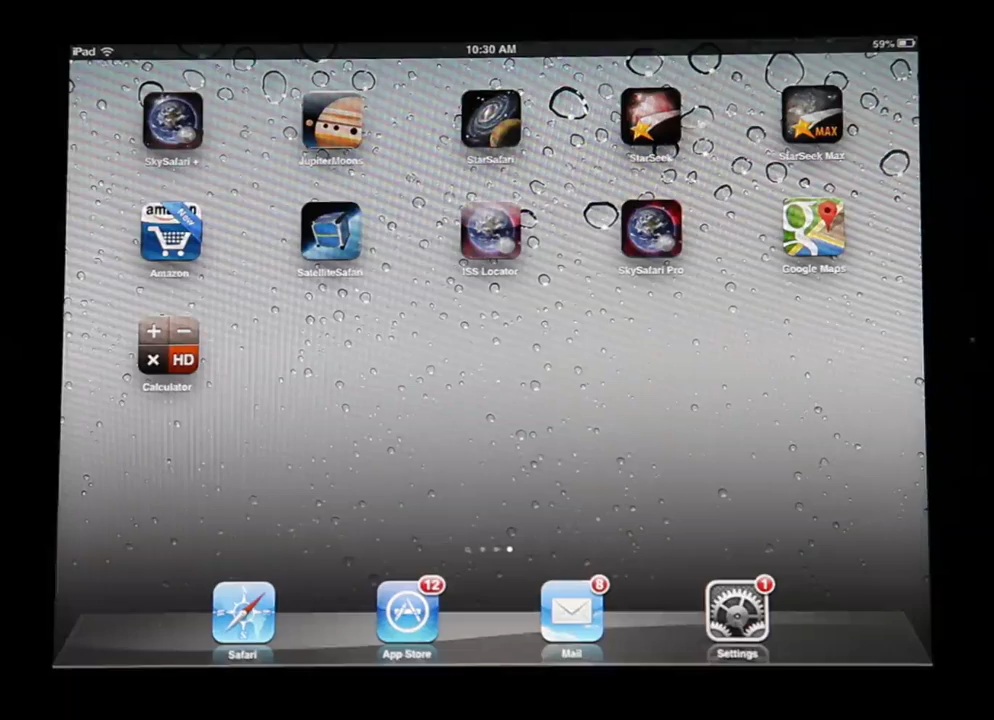 iPad 10:30 AM 59%
SkySafari + JupiterMoons StarSafari StarSeek StarSeek Max
MAX
amazon
Now
Amazon SatelliteSafari ISS Locator SkySafari Pro Google Maps
g
+ −
× HD
Calculator
12 8 1
Safari App Store Mail Settings